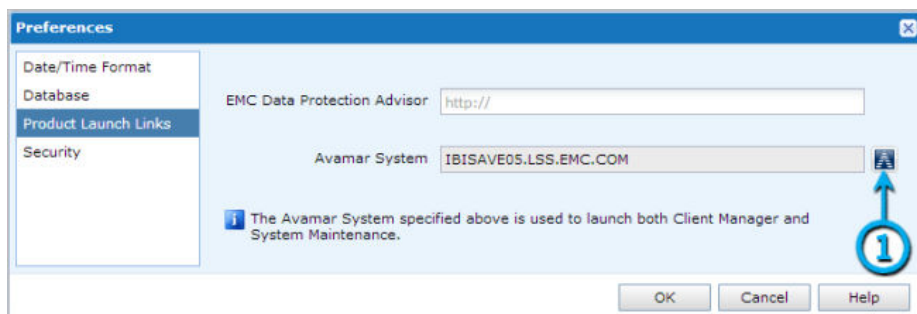 Preferences
Date/Time Format
Database
Product Launch Links
Security
EMC Data Protection Advisor http://
Avamar System IBISAVE05.LSS.EMC.COM
The Avamar System specified above is used to launch both Client Manager and
System Maintenance.
1
OK Cancel Help